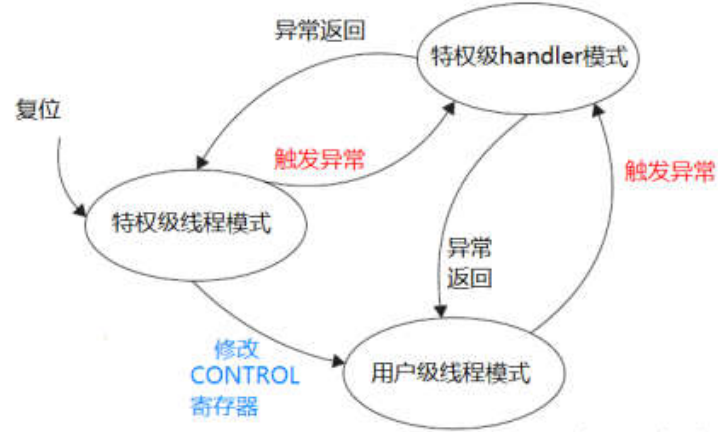 异常返回
特权级handler模式
复位
触发异常
触发异常
特权级线程模式
异常
返回
修改
CONTROL
寄存器
用户级线程模式